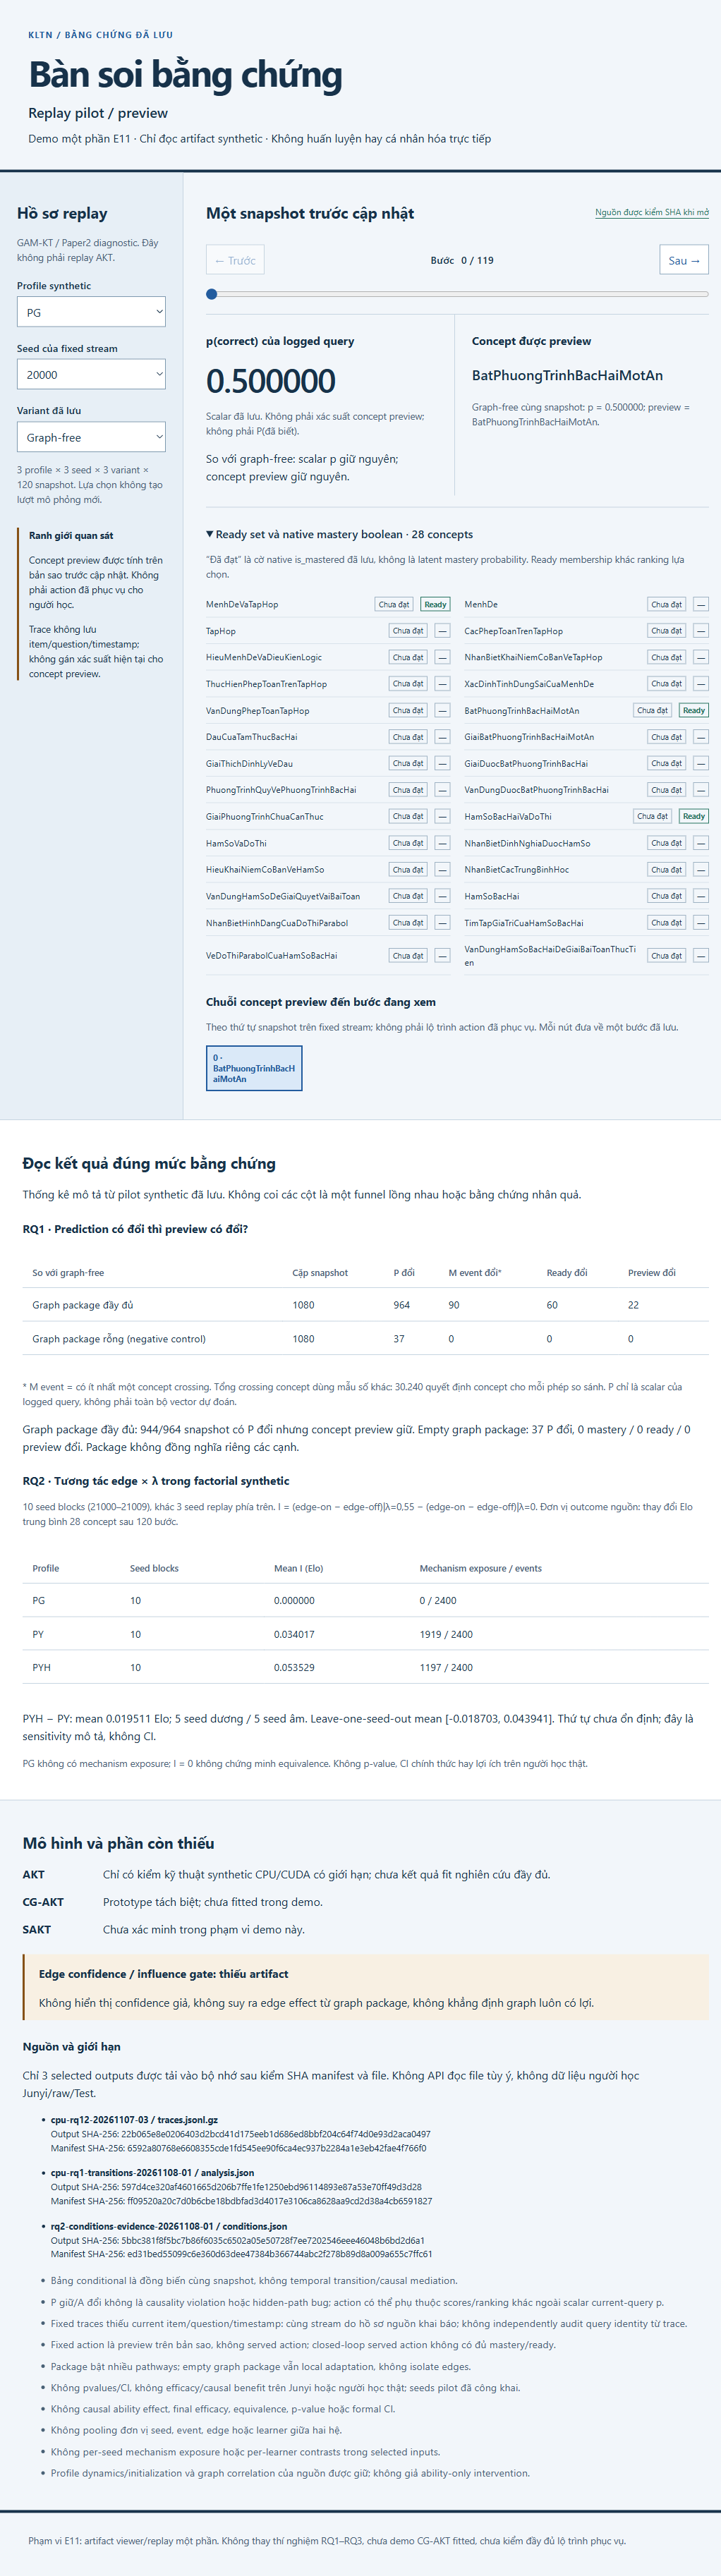 KLTN / BẰNG CHỨNG ĐÃ LƯU
Bàn soi bằng chứng
Replay pilot / preview
Demo một phần E11 · Chỉ đọc artifact synthetic · Không huấn luyện hay cá nhân hóa trực tiếp
Hồ sơ replay
GAM-KT / Paper2 diagnostic. Đây
không phải replay AKT.
Profile synthetic
PG
Seed của fixed stream
20000
Variant đã lưu
Graph-free
3 profile × 3 seed × 3 variant ×
120 snapshot. Lựa chọn không tạo
lượt mô phỏng mới.
Ranh giới quan sát
Concept preview được tính trên
bản sao trước cập nhật. Không
phải action đã phục vụ cho
người học.
Trace không lưu
item/question/timestamp;
không gán xác suất hiện tại cho
concept preview.
Một snapshot trước cập nhật
Nguồn được kiểm SHA khi mở
← Trước
Bước 0 / 119
Sau →
p(correct) của logged query
0.500000
Scalar đã lưu. Không phải xác suất concept preview;
không phải P(đã biết).
So với graph-free: scalar p giữ nguyên;
concept preview giữ nguyên.
Concept được preview
BatPhuongTrinhBacHaiMotAn
Graph-free cùng snapshot: p = 0.500000; preview =
BatPhuongTrinhBacHaiMotAn.
▼ Ready set và native mastery boolean · 28 concepts
"Đã đạt" là cờ native is_mastered đã lưu, không là latent mastery probability. Ready membership khác ranking lựa
chọn.
MenhDeVaTapHop Chưa đạt Ready
MenhDe Chưa đạt —
TapHop Chưa đạt —
CacPhepToanTrenTapHop Chưa đạt —
HieuMenhDeVaDieuKienLogic Chưa đạt —
NhanBietKhaiNiemCoBanVeTapHop Chưa đạt —
ThucHienPhepToanTrenTapHop Chưa đạt —
XacDinhTinhDungSaiCuaMenhDe Chưa đạt —
VanDungPhepToanTapHop Chưa đạt —
BatPhuongTrinhBacHaiMotAn Chưa đạt Ready
DauCuaTamThucBacHai Chưa đạt —
GiaiBatPhuongTrinhBacHaiMotAn Chưa đạt —
GiaiThichDinhLyVeDau Chưa đạt —
GiaiDuocBatPhuongTrinhBacHai Chưa đạt —
PhuongTrinhQuyVePhuongTrinhBacHai Chưa đạt —
VanDungDuocBatPhuongTrinhBacHai Chưa đạt —
GiaiPhuongTrinhChuaCanThuc Chưa đạt —
HamSoBacHaiVaDoThi Chưa đạt Ready
HamSoVaDoThi Chưa đạt —
NhanBietDinhNghiaDuocHamSo Chưa đạt —
HieuKhaiNiemCoBanVeHamSo Chưa đạt —
NhanBietCacTrungBinhHoc Chưa đạt —
VanDungHamSoDeGiaiQuyetVaiBaiToan Chưa đạt —
HamSoBacHai Chưa đạt —
NhanBietHinhDangCuaDoThiParabol Chưa đạt —
TimTapGiaTriCuaHamSoBacHai Chưa đạt —
VeDoThiParabolCuaHamSoBacHai Chưa đạt —
VanDungHamSoBacHaiDeGiaiBaiToanThucTi
en Chưa đạt —
Chuỗi concept preview đến bước đang xem
Theo thứ tự snapshot trên fixed stream; không phải lộ trình action đã phục vụ. Mỗi nút đưa về một bước đã lưu.
0 ·
BatPhuongTrinhBacH
aiMotAn
Đọc kết quả đúng mức bằng chứng
Thống kê mô tả từ pilot synthetic đã lưu. Không coi các cột là một funnel lồng nhau hoặc bằng chứng nhân quả.
RQ1 · Prediction có đổi thì preview có đổi?
So với graph-free Cặp snapshot P đổi M event đổi* Ready đổi Preview đổi
Graph package đầy đủ 1080 964 90 60 22
Graph package rỗng (negative control) 1080 37 0 0 0
* M event = có ít nhất một concept crossing. Tổng crossing concept dùng mẫu số khác: 30.240 quyết định concept cho mỗi phép so sánh. P chỉ là scalar của
logged query, không phải toàn bộ vector dự đoán.
Graph package đầy đủ: 944/964 snapshot có P đổi nhưng concept preview giữ. Empty graph package: 37 P đổi, 0 mastery / 0 ready / 0
preview đổi. Package không đồng nghĩa riêng các cạnh.
RQ2 · Tương tác edge × λ trong factorial synthetic
10 seed blocks (21000–21009), khác 3 seed replay phía trên. I = (edge-on − edge-off)|λ=0,55 − (edge-on − edge-off)|λ=0. Đơn vị outcome nguồn: thay đổi Elo
trung bình 28 concept sau 120 bước.
Profile Seed blocks Mean I (Elo) Mechanism exposure / events
PG 10 0.000000 0 / 2400
PY 10 0.034017 1919 / 2400
PYH 10 0.053529 1197 / 2400
PYH − PY: mean 0.019511 Elo; 5 seed dương / 5 seed âm. Leave-one-seed-out mean [-0.018703, 0.043941]. Thứ tự chưa ổn định; đây là
sensitivity mô tả, không CI.
PG không có mechanism exposure; I = 0 không chứng minh equivalence. Không p-value, CI chính thức hay lợi ích trên người học thật.
Mô hình và phần còn thiếu
AKT Chỉ có kiểm kỹ thuật synthetic CPU/CUDA có giới hạn; chưa kết quả fit nghiên cứu đầy đủ.
CG-AKT Prototype tách biệt; chưa fitted trong demo.
SAKT Chưa xác minh trong phạm vi demo này.
Edge confidence / influence gate: thiếu artifact
Không hiển thị confidence giả, không suy ra edge effect từ graph package, không khẳng định graph luôn có lợi.
Nguồn và giới hạn
Chỉ 3 selected outputs được tải vào bộ nhớ sau kiểm SHA manifest và file. Không API đọc file tùy ý, không dữ liệu người học
Junyi/raw/Test.
• cpu-rq12-20261107-03 / traces.jsonl.gz
Output SHA-256: 22b065e8e0206403d2bcd41d175eeb1d686ed8bbf204c64f74d0e93d2aca0497
Manifest SHA-256: 6592a80768e6608355cde1fd545ee90f6ca4ec937b2284a1e3eb42fae4f766f0
• cpu-rq1-transitions-20261108-01 / analysis.json
Output SHA-256: 597d4ce320af4601665d206b7ffe1fe1250ebd96114893e87a53e70ff49d3d28
Manifest SHA-256: ff09520a20c7d0b6cbe18bdbfad3d4017e3106ca8628aa9cd2d38a4cb6591827
• rq2-conditions-evidence-20261108-01 / conditions.json
Output SHA-256: 5bbc381f8f5bc7b86f6035c6502a05e50728f7ee7202546eee46048b6bd2d6a1
Manifest SHA-256: ed31bed55099c6e360d63dee47384b366744abc2f278b89d8a009a655c7ffc61
• Bảng conditional là đồng biến cùng snapshot, không temporal transition/causal mediation.
• P giữ/A đổi không là causality violation hoặc hidden-path bug; action có thể phụ thuộc scores/ranking khác ngoài scalar current-query p.
• Fixed traces thiếu current item/question/timestamp: cùng stream do hồ sơ nguồn khai báo; không independently audit query identity từ trace.
• Fixed action là preview trên bản sao, không served action; closed-loop served action không có đủ mastery/ready.
• Package bật nhiều pathways; empty graph package vẫn local adaptation, không isolate edges.
• Không pvalues/CI, không efficacy/causal benefit trên Junyi hoặc người học thật; seeds pilot đã công khai.
• Không causal ability effect, final efficacy, equivalence, p-value hoặc formal CI.
• Không pooling đơn vị seed, event, edge hoặc learner giữa hai hệ.
• Không per-seed mechanism exposure hoặc per-learner contrasts trong selected inputs.
• Profile dynamics/initialization và graph correlation của nguồn được giữ; không giả ability-only intervention.
Phạm vi E11: artifact viewer/replay một phần. Không thay thí nghiệm RQ1–RQ3, chưa demo CG-AKT fitted, chưa kiểm đầy đủ lộ trình phục vụ.